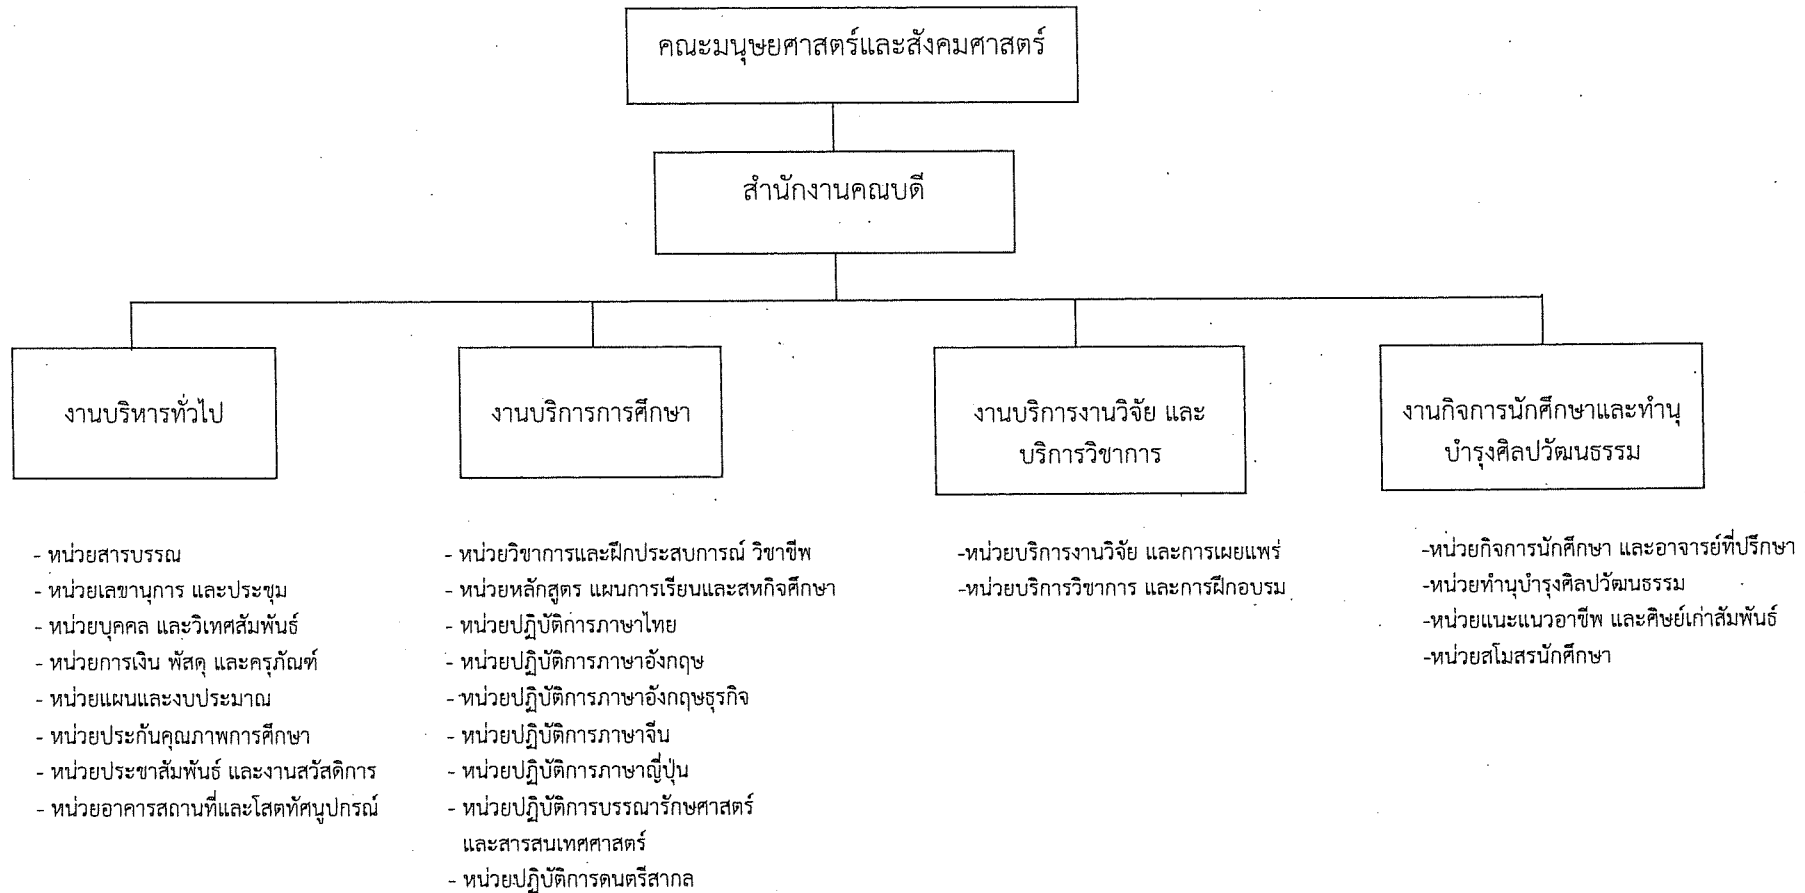 คณะมนุษยศาสตร์และสังคมศาสตร์
สำนักงานคณบดี
งานบริหารทั่วไป
- หน่วยสารบรรณ
- หน่วยเลขานุการ และประชุม
- หน่วยบุคคล และวิเทศสัมพันธ์
- หน่วยการเงิน พัสดุ และครุภัณฑ์
- หน่วยแผนและงบประมาณ
- หน่วยประกันคุณภาพการศึกษา
- หน่วยประชาสัมพันธ์ และงานสวัสดิการ
- หน่วยอาคารสถานที่และโสตทัศนูปกรณ์
งานบริการการศึกษา
- หน่วยวิชาการและฝึกประสบการณ์ วิชาชีพ
- หน่วยหลักสูตร แผนการเรียนและสหกิจศึกษา
- หน่วยปฏิบัติการภาษาไทย
- หน่วยปฏิบัติการภาษาอังกฤษ
- หน่วยปฏิบัติการภาษาอังกฤษธุรกิจ
- หน่วยปฏิบัติการภาษาจีน
- หน่วยปฏิบัติการภาษาญี่ปุ่น
- หน่วยปฏิบัติการบรรณารักษศาสตร์
และสารสนเทศศาสตร์
- หน่วยปฏิบัติการดนตรีสากล
งานบริการงานวิจัย และ
บริการวิชาการ
-หน่วยบริการงานวิจัย และการเผยแพร่
-หน่วยบริการวิชาการ และการฝึกอบรม
งานกิจการนักศึกษาและทำนุ
บำรุงศิลปวัฒนธรรม
-หน่วยกิจการนักศึกษา และอาจารย์ที่ปรึกษา
-หน่วยทำนุบำรุงศิลปวัฒนธรรม
-หน่วยแนะแนวอาชีพ และศิษย์เก่าสัมพันธ์
-หน่วยสโมสรนักศึกษา